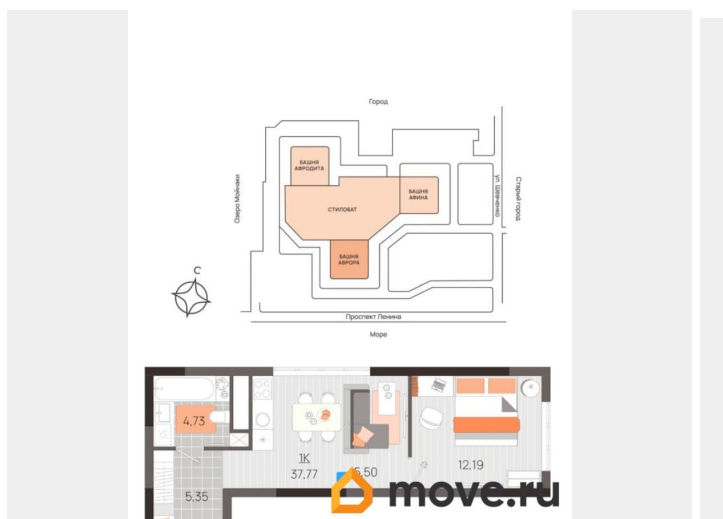 Город
БАШНЯ
АФРОДИТА
Озеро Мойнаки
СТИЛОБАТ
БАШНЯ
АФИНА
ул. Шевченко
Старый город
БАШНЯ
АВРОРА
С
Проспект Ленина
Море
4,73
1К
37,77
5,50
12,19
5,35
move.ru